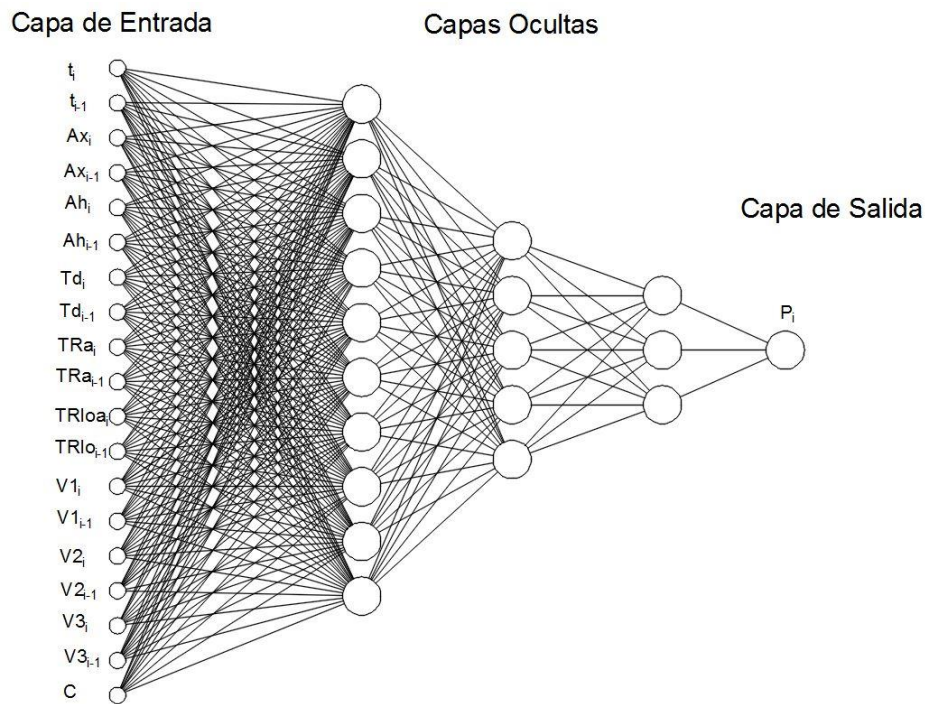 Capa de Entrada
Capas Ocultas
Capa de Salida
tᵢ
tᵢ₋₁
Axᵢ
Axᵢ₋₁
Ahᵢ
Ahᵢ₋₁
Tdᵢ
Tdᵢ₋₁
TRaᵢ
TRaᵢ₋₁
TRloaᵢ
TRloᵢ₋₁
V1ᵢ
V1ᵢ₋₁
V2ᵢ
V2ᵢ₋₁
V3ᵢ
V3ᵢ₋₁
C
Pᵢ